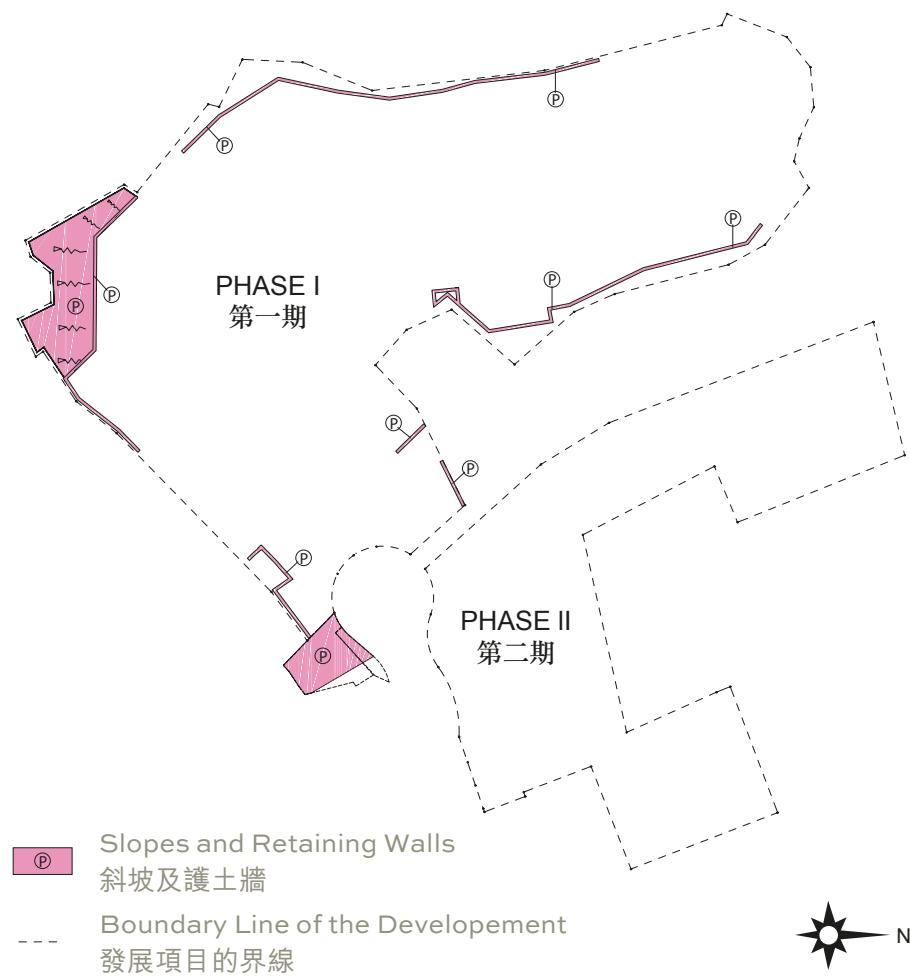 Ⓟ
Ⓟ
Ⓟ
Ⓟ
Ⓟ
Ⓟ
Ⓟ
PHASE I
第一期
Ⓟ
Ⓟ
Ⓟ
PHASE II
第二期
Ⓟ
Ⓟ Slopes and Retaining Walls
斜坡及護土牆
Boundary Line of the Developement
發展項目的界線
N